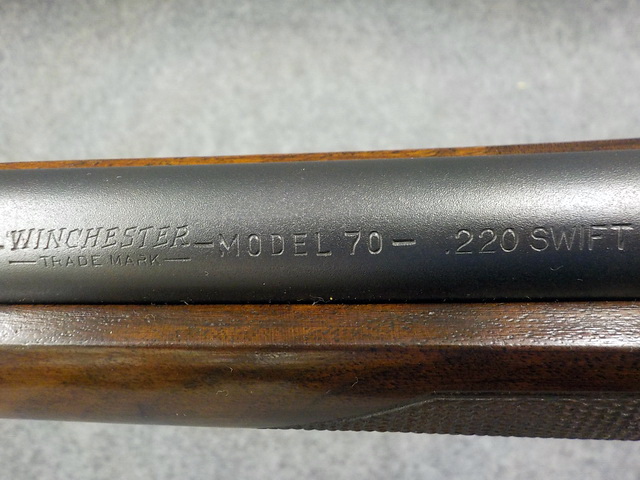 -WINCHESTER-MODEL 70- .220 SWIFT
-TRADE MARK-